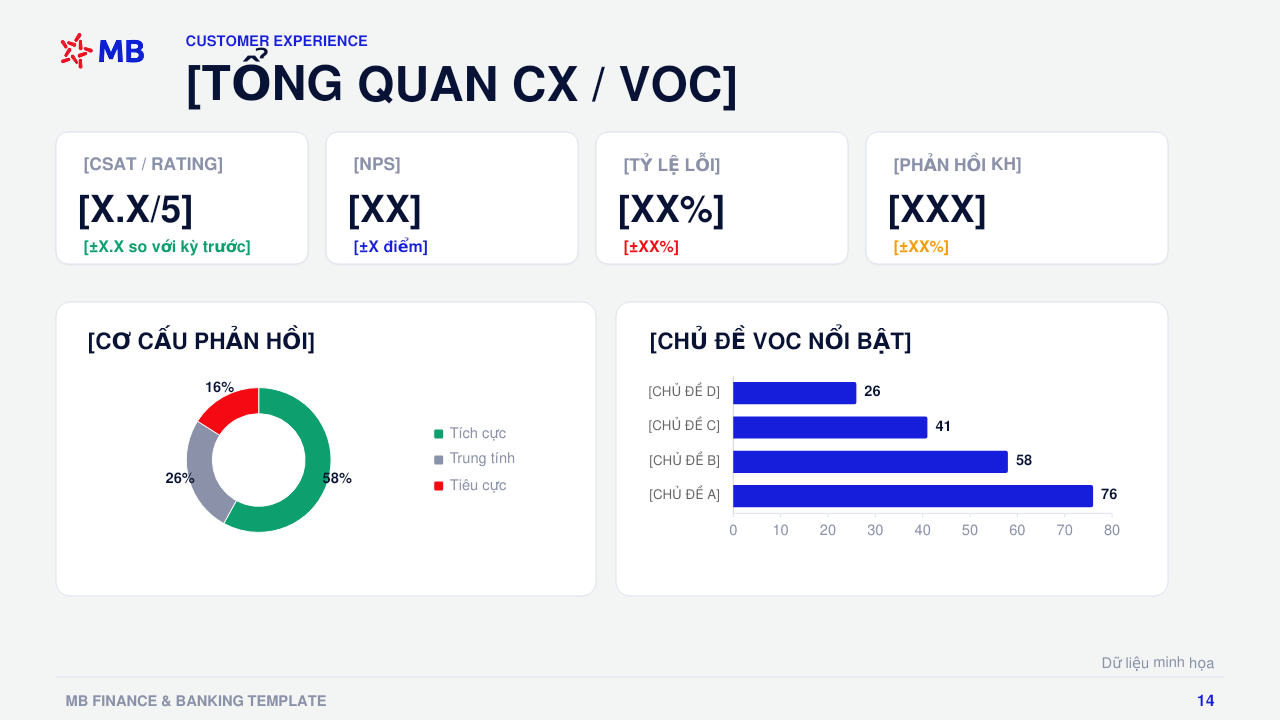 MB
CUSTOMER EXPERIENCE
[TỔNG QUAN CX / VOC]
[CSAT / RATING]
[X.X/5]
[±X.X so với kỳ trước]
[NPS]
[XX]
[±X điểm]
[TỶ LỆ LỖI]
[XX%]
[±XX%]
[PHẢN HỒI KH]
[XXX]
[±XX%]
[CƠ CẤU PHẢN HỒI]
16%
26%
58%
Tích cực
Trung tính
Tiêu cực
[CHỦ ĐỀ VOC NỔI BẬT]
[CHỦ ĐỀ D] 26
[CHỦ ĐỀ C] 41
[CHỦ ĐỀ B] 58
[CHỦ ĐỀ A] 76
0 10 20 30 40 50 60 70 80
Dữ liệu minh họa
MB FINANCE & BANKING TEMPLATE
14